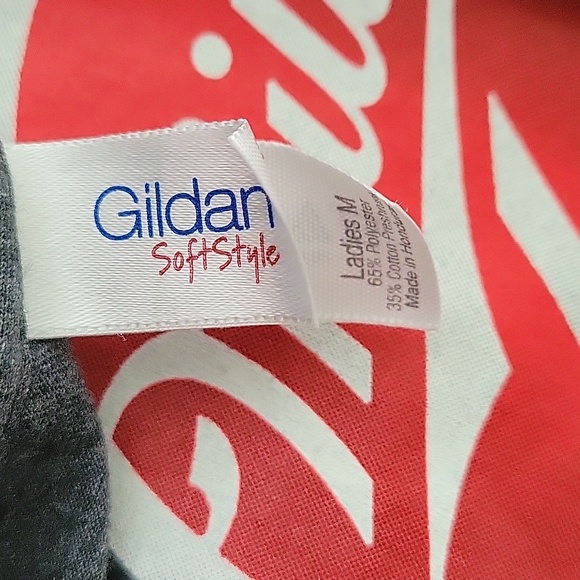 Gildan
SoftStyle
Ladies M
65% Polyester
35% Cotton
Made in